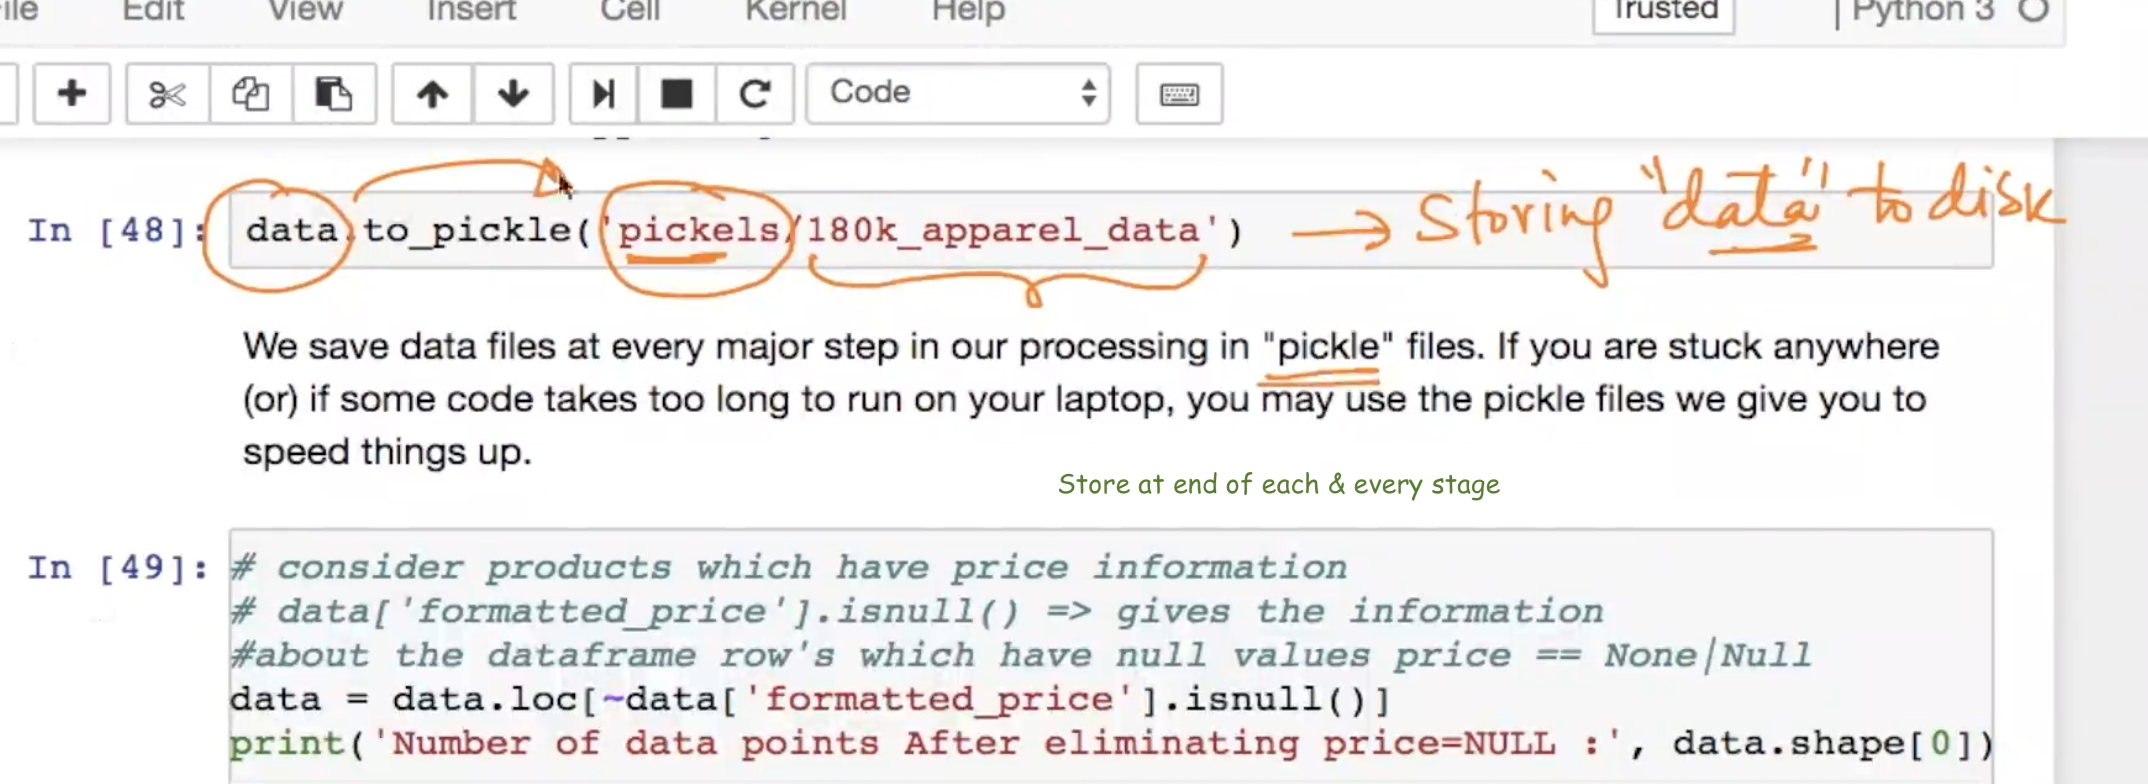 ile Edit View Insert Cell Kernel Help Trusted Python 3
Code
In [48]: data.to_pickle('pickels/180k_apparel_data') → Storing "data" to disk
We save data files at every major step in our processing in "pickle" files. If you are stuck anywhere
(or) if some code takes too long to run on your laptop, you may use the pickle files we give you to
speed things up.
Store at end of each & every stage
In [49]: # consider products which have price information
# data['formatted_price'].isnull() => gives the information
#about the dataframe row's which have null values price == None|Null
data = data.loc[~data['formatted_price'].isnull()]
print('Number of data points After eliminating price=NULL :', data.shape[0])